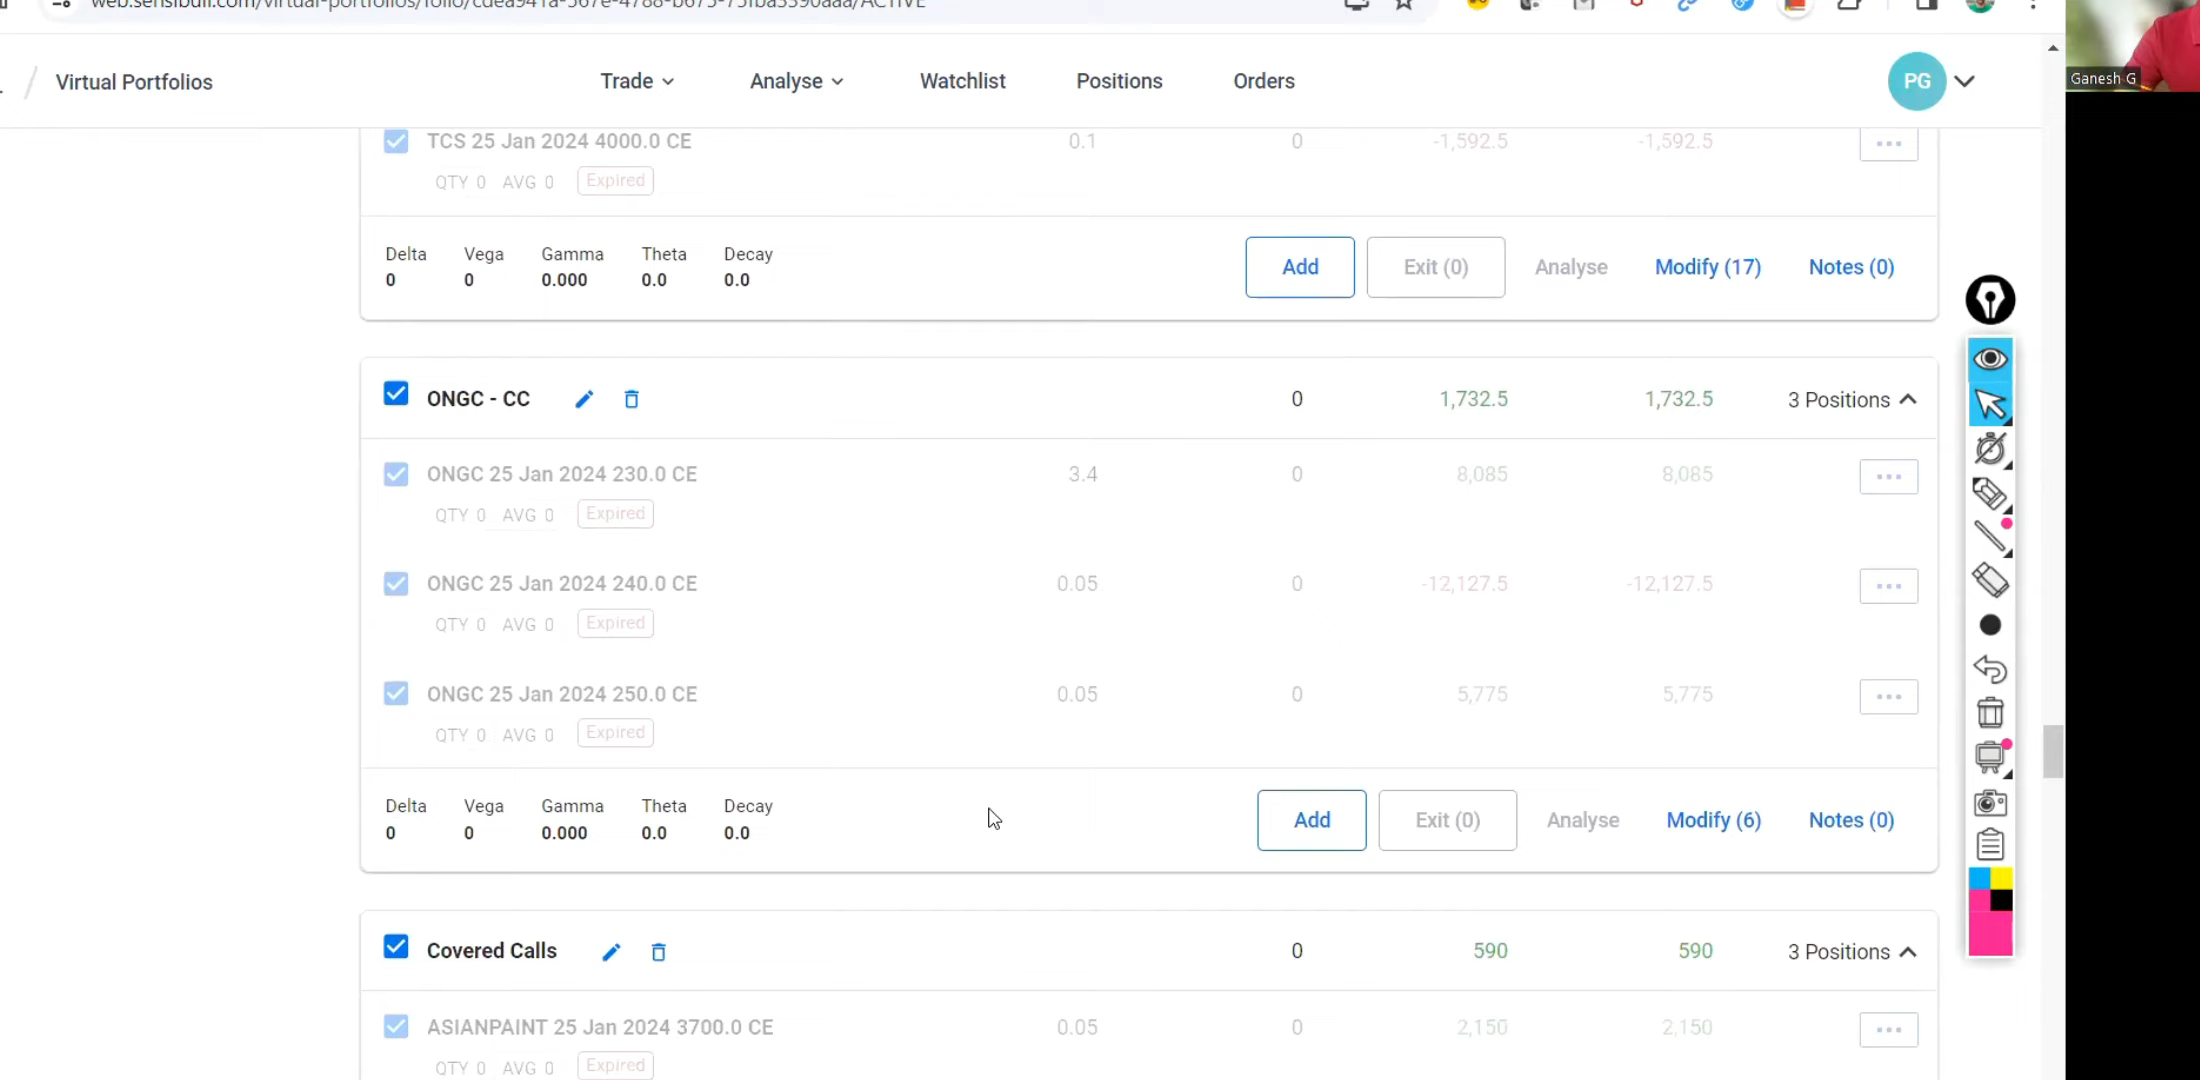 Virtual Portfolios
Trade Analyse Watchlist Positions Orders PG
Ganesh G
TCS 25 Jan 2024 4000.0 CE 0.1 0 -1,592.5 -1,592.5
QTY 0 AVG 0 Expired
Delta Vega Gamma Theta Decay
0 0 0.000 0.0 0.0
Add Exit (0) Analyse Modify (17) Notes (0)
ONGC - CC 0 1,732.5 1,732.5 3 Positions
ONGC 25 Jan 2024 230.0 CE 3.4 0 8,085 8,085
QTY 0 AVG 0 Expired
ONGC 25 Jan 2024 240.0 CE 0.05 0 -12,127.5 -12,127.5
QTY 0 AVG 0 Expired
ONGC 25 Jan 2024 250.0 CE 0.05 0 5,775 5,775
QTY 0 AVG 0 Expired
Delta Vega Gamma Theta Decay
0 0 0.000 0.0 0.0
Add Exit (0) Analyse Modify (6) Notes (0)
Covered Calls 0 590 590 3 Positions
ASIANPAINT 25 Jan 2024 3700.0 CE 0.05 0 2,150 2,150
QTY 0 AVG 0 Expired